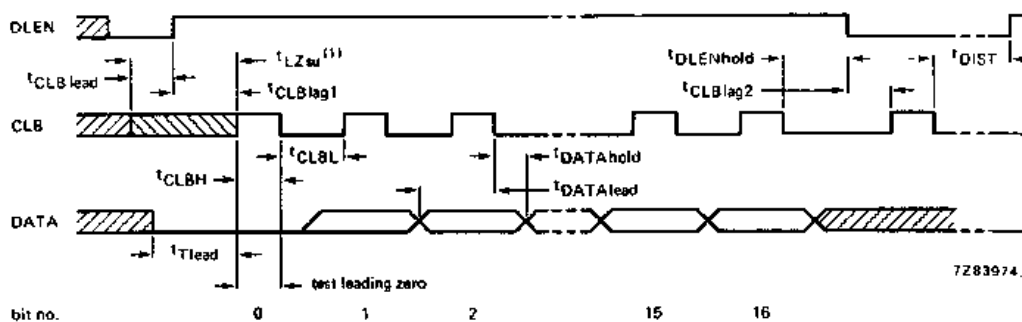 DLEN
tLZsu(1)
tDLENhold
tDIST
tCLBlead
tCLBlag1
tCLBlag2
CLB
tCLBL
tDATAhold
tCLBH
tDATAlead
DATA
tTlead
7Z83974.
test leading zero
bit no. 0 1 2 15 16